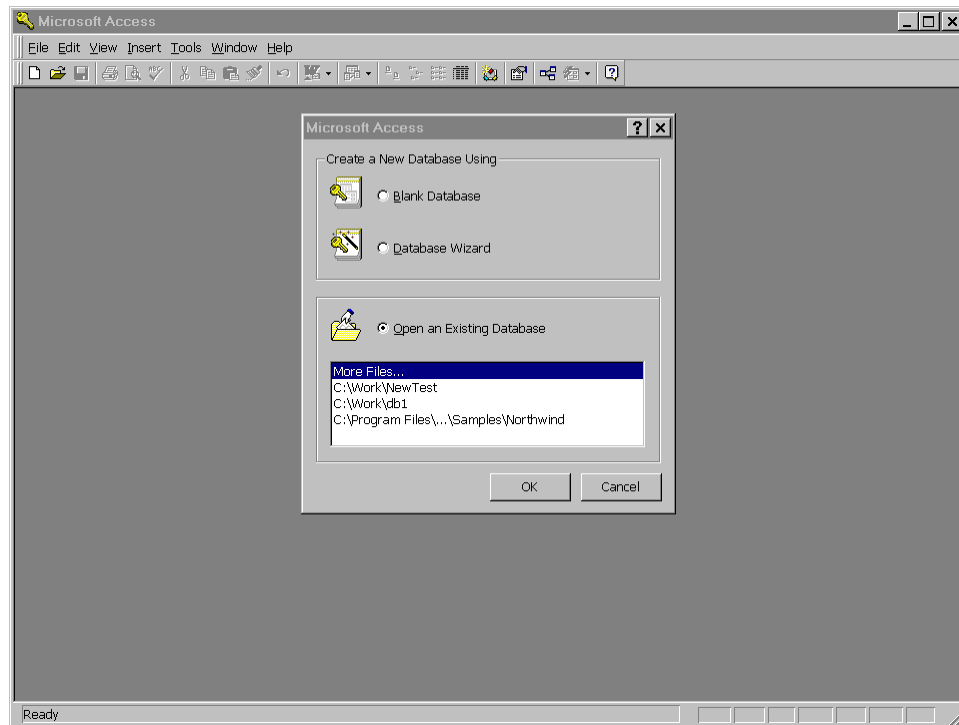 Microsoft Access
File Edit View Insert Tools Window Help
Microsoft Access
Create a New Database Using
Blank Database
Database Wizard
Open an Existing Database
More Files...
C:\Work\NewTest
C:\Work\db1
C:\Program Files\...\Samples\Northwind
OK Cancel
Ready